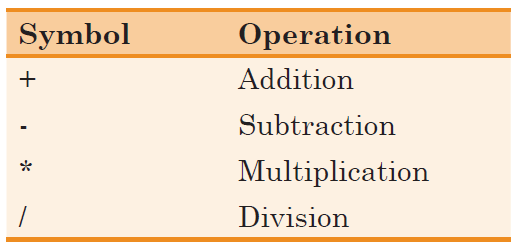 Symbol Operation
+ Addition
- Subtraction
* Multiplication
/ Division